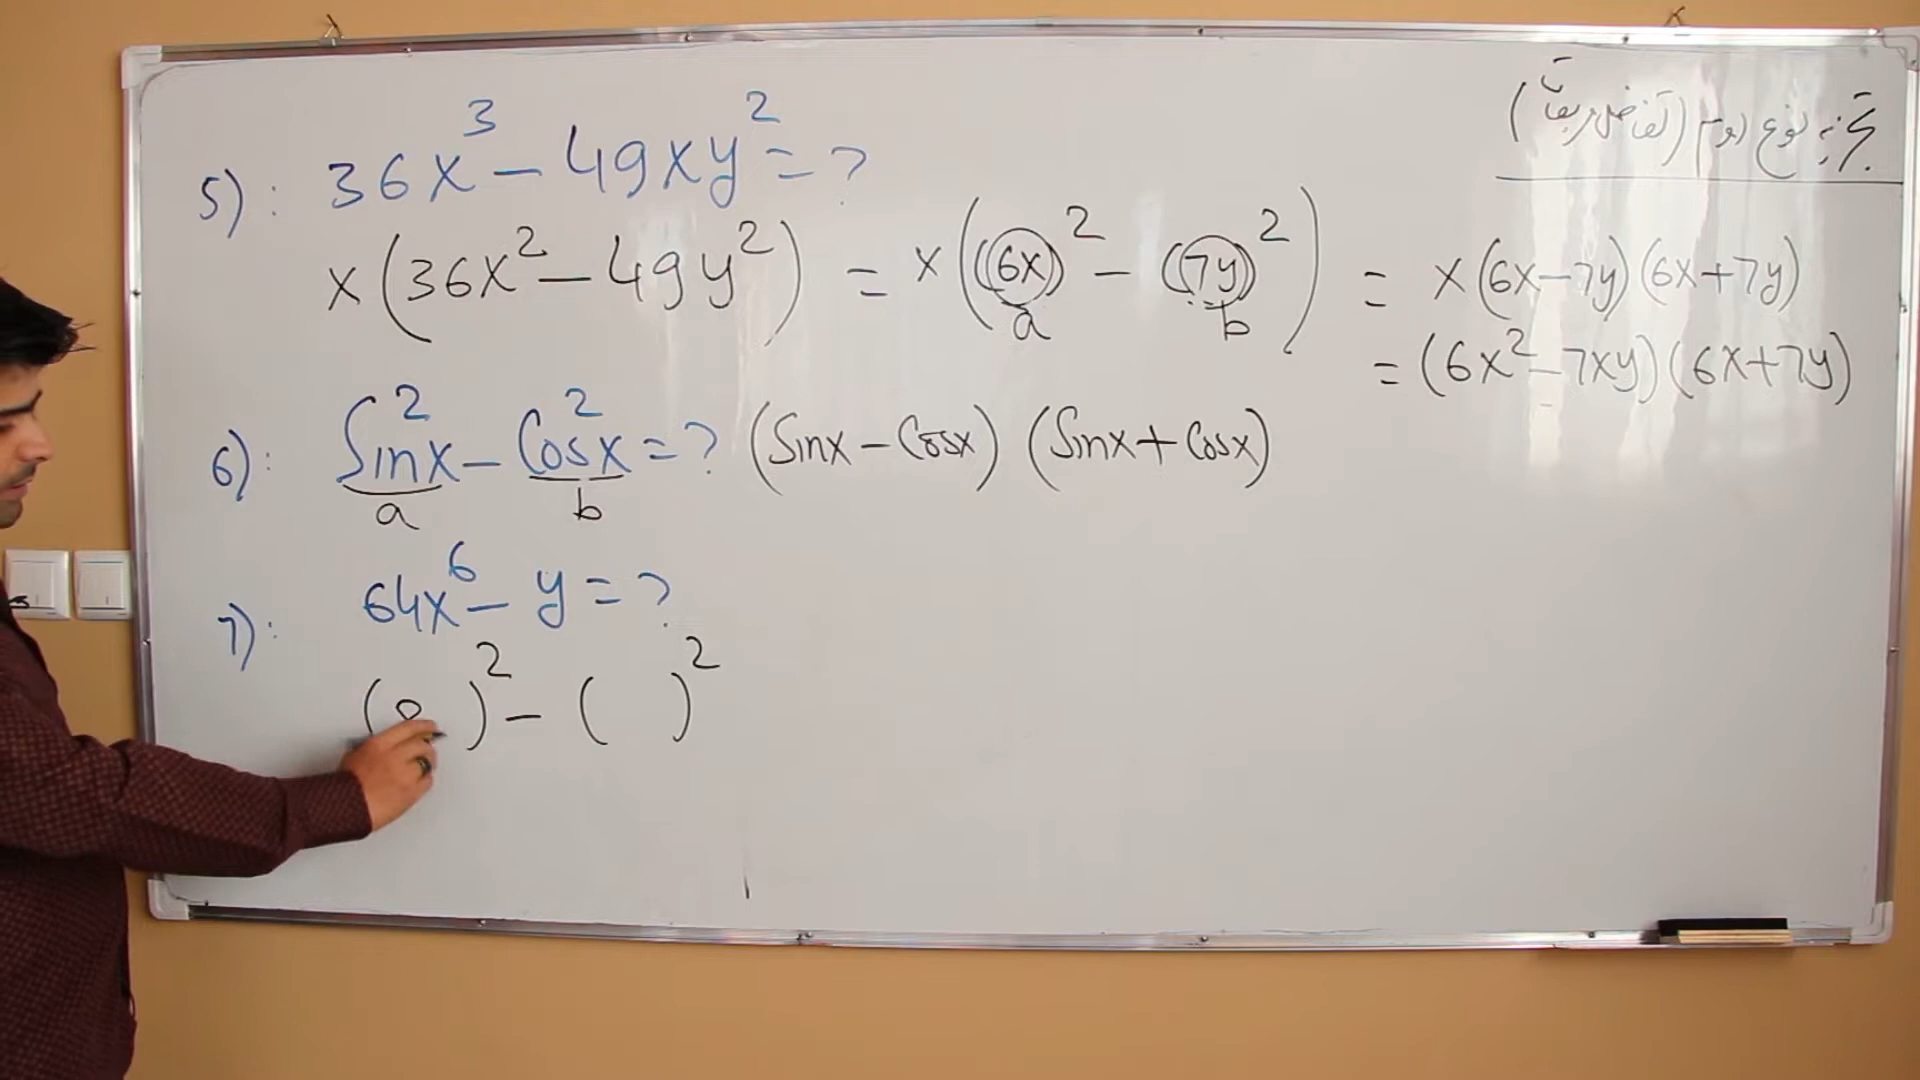 تجزیه نوع دوم (تفاضل مربعات)
5): 36x³ - 49xy² = ?
x(36x² - 49y²) = x((6x)² - (7y)²) = x(6x-7y)(6x+7y)
a b
= (6x² - 7xy)(6x+7y)
6): Sin²x - Cos²x = ? (Sinx - Cosx) (Sinx + Cosx)
a b
7): 64x⁶ - y = ?
(8 )² - ( )²